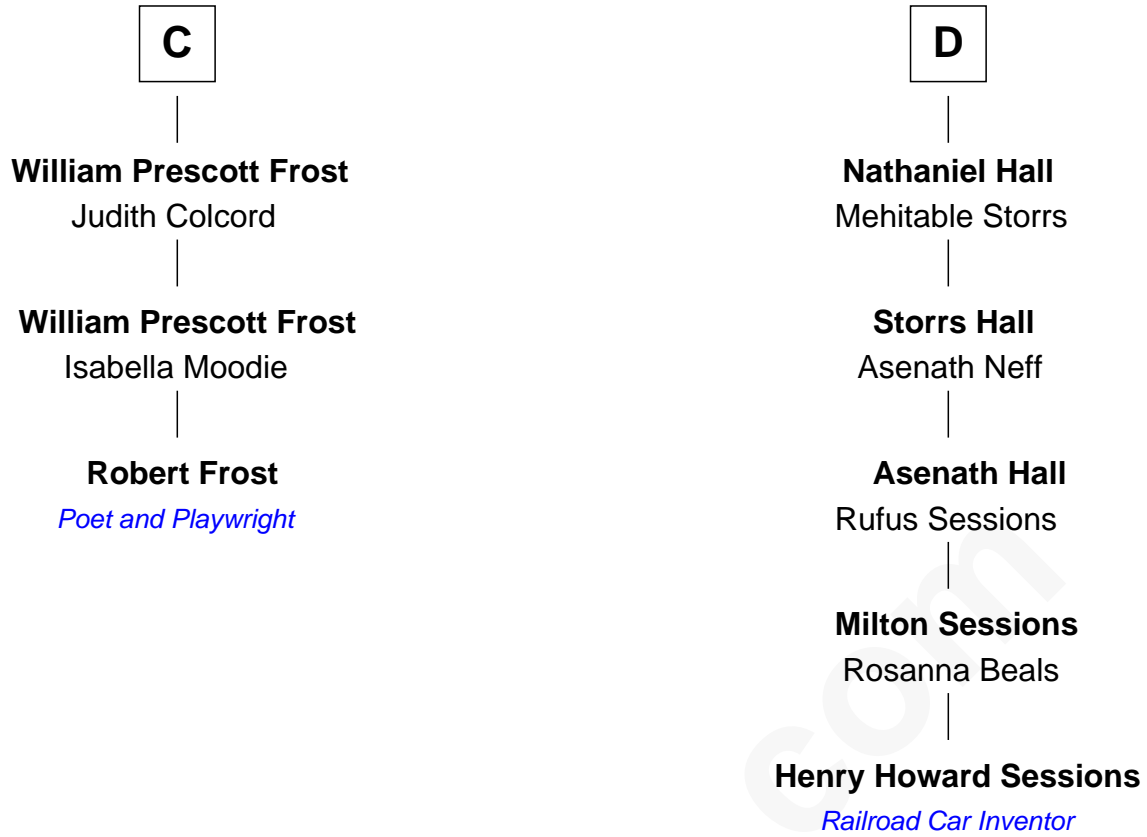 C
William Prescott Frost
Judith Colcord
William Prescott Frost
Isabella Moodie
Robert Frost
Poet and Playwright
D
Nathaniel Hall
Mehitable Storrs
Storrs Hall
Asenath Neff
Asenath Hall
Rufus Sessions
Milton Sessions
Rosanna Beals
Henry Howard Sessions
Railroad Car Inventor
com